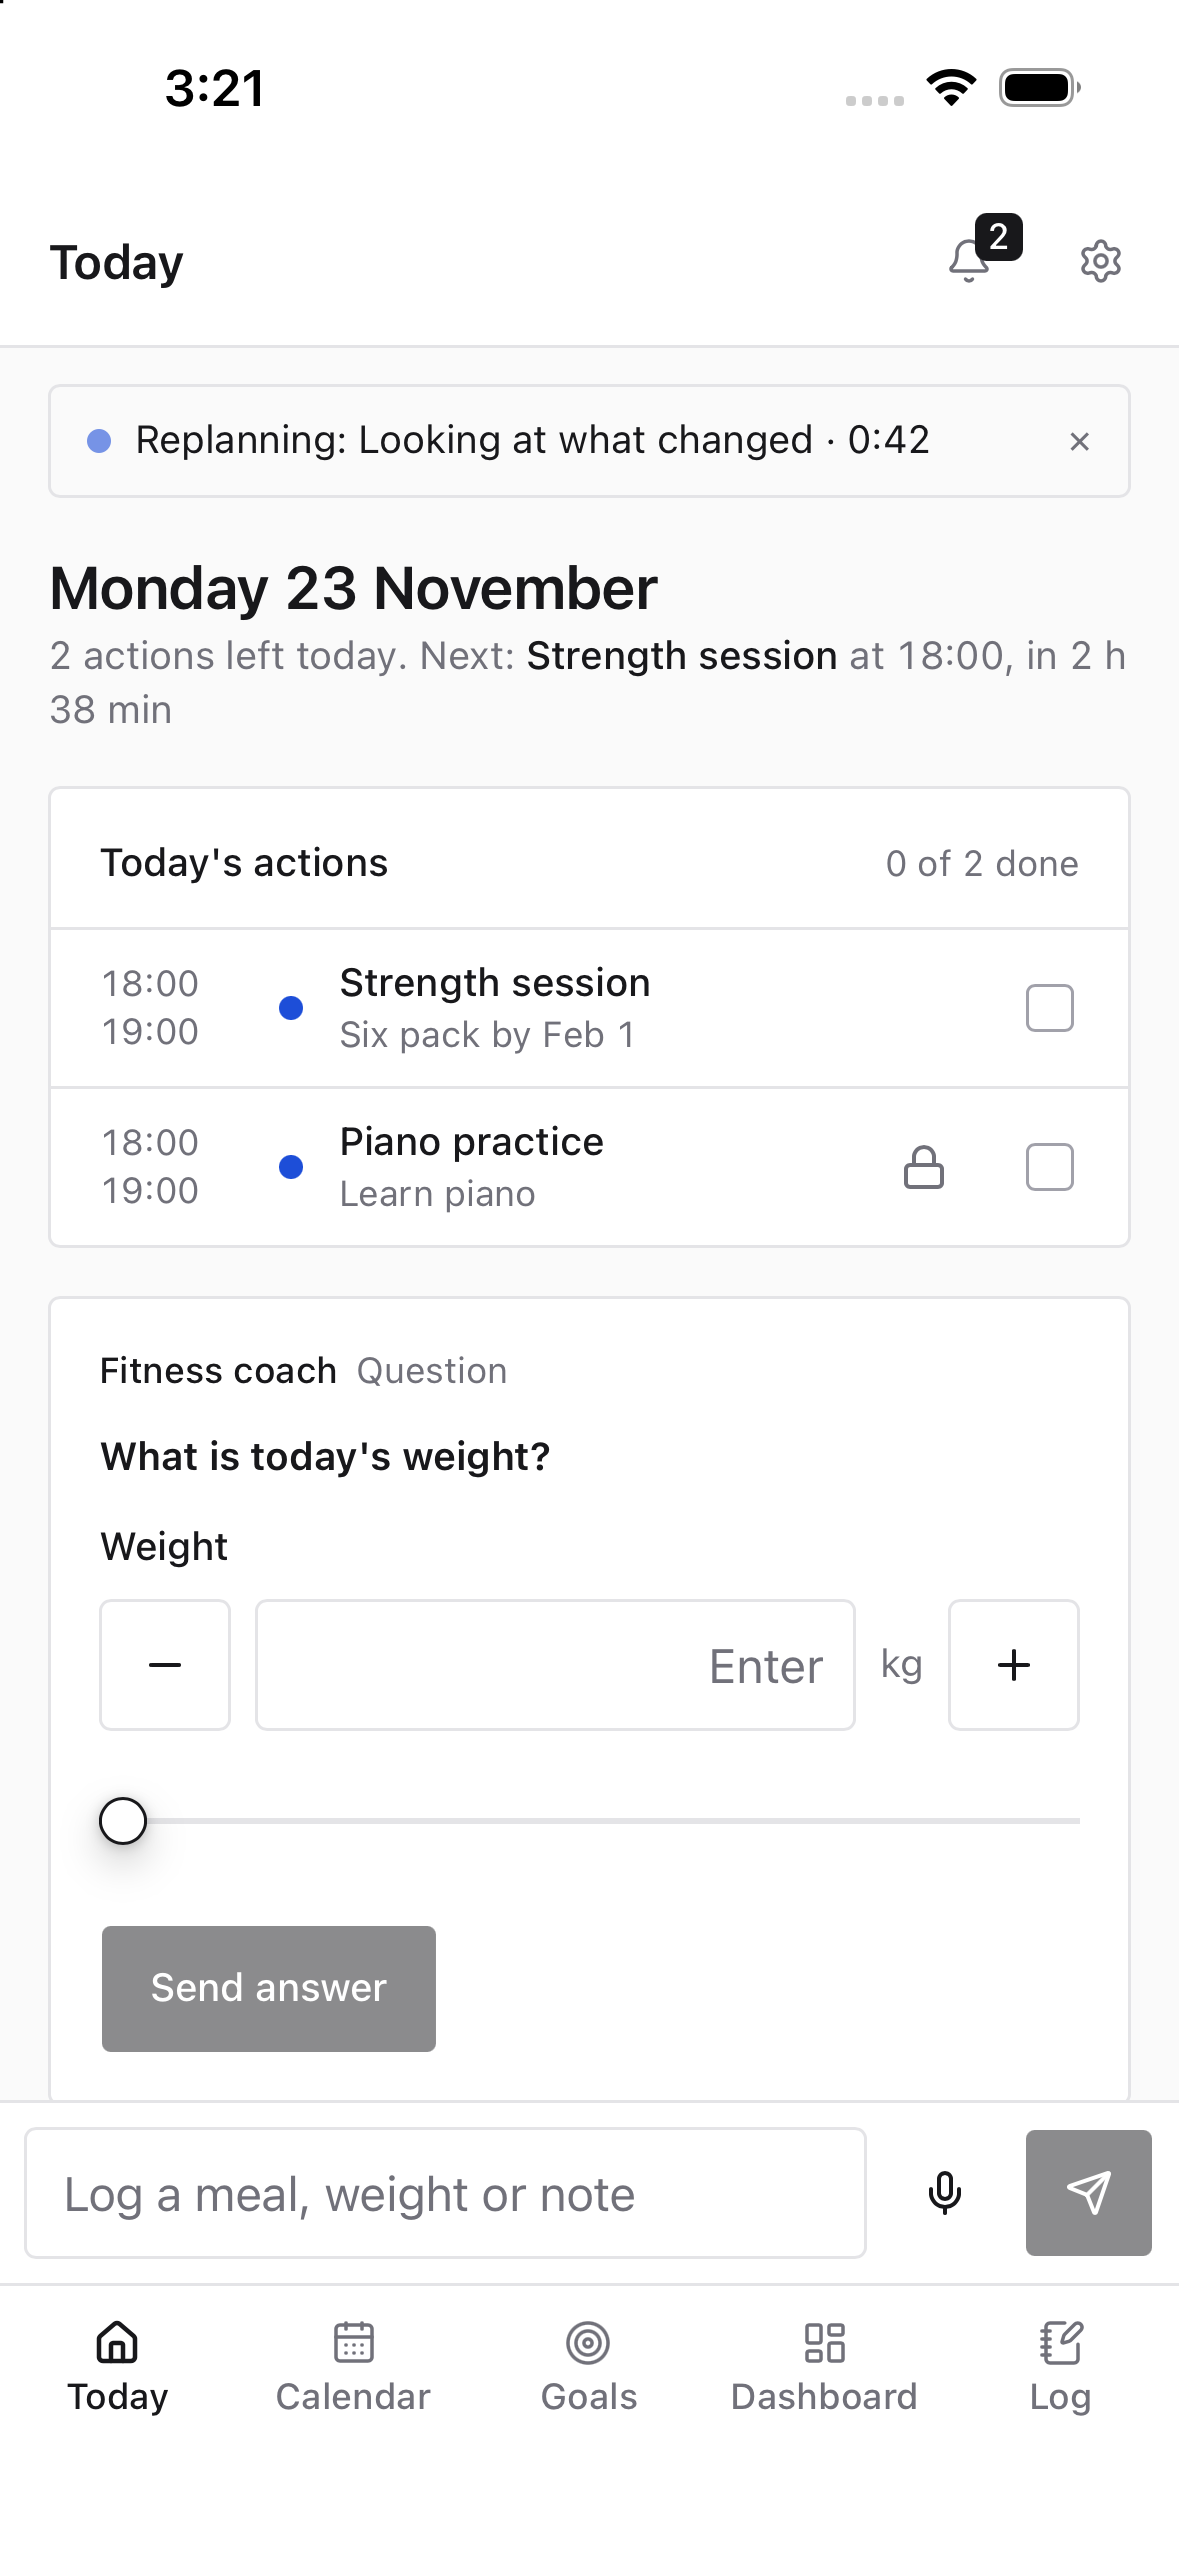 3:21
Today
2
Replanning: Looking at what changed · 0:42
×
Monday 23 November
2 actions left today. Next: Strength session at 18:00, in 2 h
38 min
Today's actions
0 of 2 done
18:00
19:00
Strength session
Six pack by Feb 1
18:00
19:00
Piano practice
Learn piano
Fitness coach Question
What is today's weight?
Weight
Enter
kg
Send answer
Log a meal, weight or note
Today
Calendar
Goals
Dashboard
Log